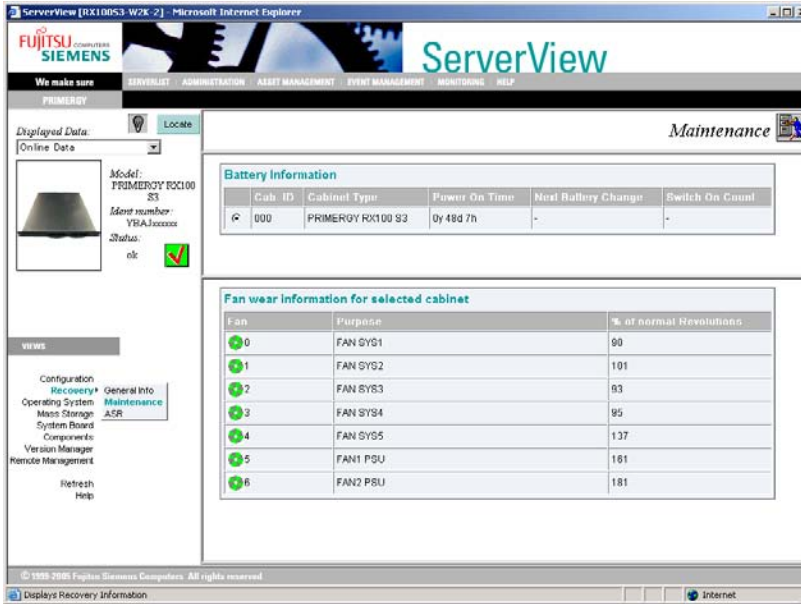 ServerView [RX100S3-W2K-2] - Microsoft Internet Explorer
FUJITSU COMPUTERS
SIEMENS
ServerView
We make sure
SERVERLIST | ADMINISTRATION | ASSET MANAGEMENT | EVENT MANAGEMENT | MONITORING | HELP
PRIMERGY
Displayed Data:
Locate
Online Data
Maintenance
Model:
PRIMERGY RX100
S3
Ident number:
YBAJxxxxxx
Status:
ok
Battery Information
Cab ID Cabinet Type Power On Time Next Battery Change Switch On Count
000 PRIMERGY RX100 S3 0y 48d 7h - -
Fan wear information for selected cabinet
Fan Purpose % of normal Revolutions
0 FAN SYS1 90
1 FAN SYS2 101
2 FAN SYS3 93
3 FAN SYS4 95
4 FAN SYS5 137
5 FAN1 PSU 161
6 FAN2 PSU 181
VIEWS
Configuration
Recovery General Info
Operating System Maintenance
Mass Storage ASR
System Board
Components
Version Manager
Remote Management
Refresh
Help
© 1999-2005 Fujitsu Siemens Computers All rights reserved
Displays Recovery Information
Internet